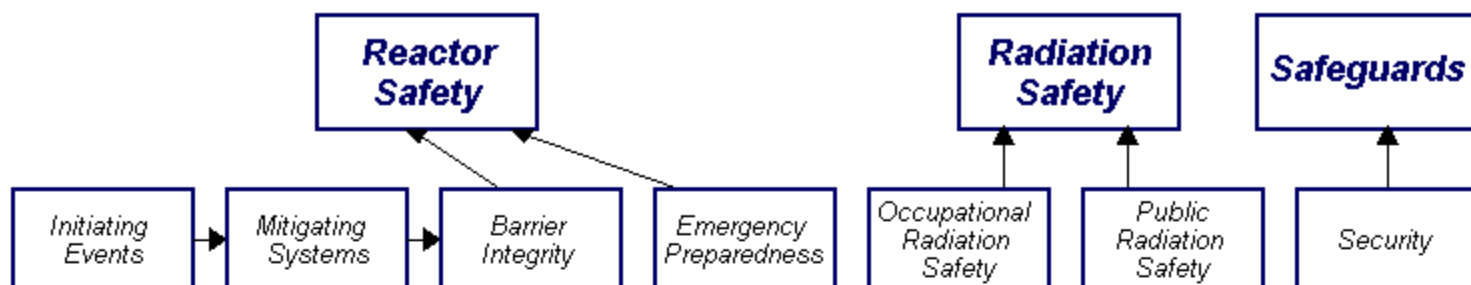 Reactor
Safety
Radiation
Safety
Safeguards
Initiating
Events
Mitigating
Systems
Barrier
Integrity
Emergency
Preparedness
Occupational
Radiation
Safety
Public
Radiation
Safety
Security